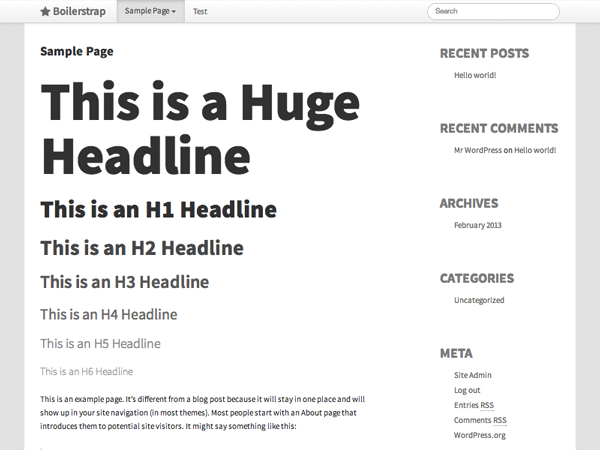 Boilerstrap
Sample Page
Test
Search
Sample Page
This is a Huge
Headline
This is an H1 Headline
This is an H2 Headline
This is an H3 Headline
This is an H4 Headline
This is an H5 Headline
This is an H6 Headline
This is an example page. It's different from a blog post because it will stay in one place and will
show up in your site navigation (in most themes). Most people start with an About page that
introduces them to potential site visitors. It might say something like this:
RECENT POSTS
Hello world!
RECENT COMMENTS
Mr WordPress on Hello world!
ARCHIVES
February 2013
CATEGORIES
Uncategorized
META
Site Admin
Log out
Entries RSS
Comments RSS
WordPress.org